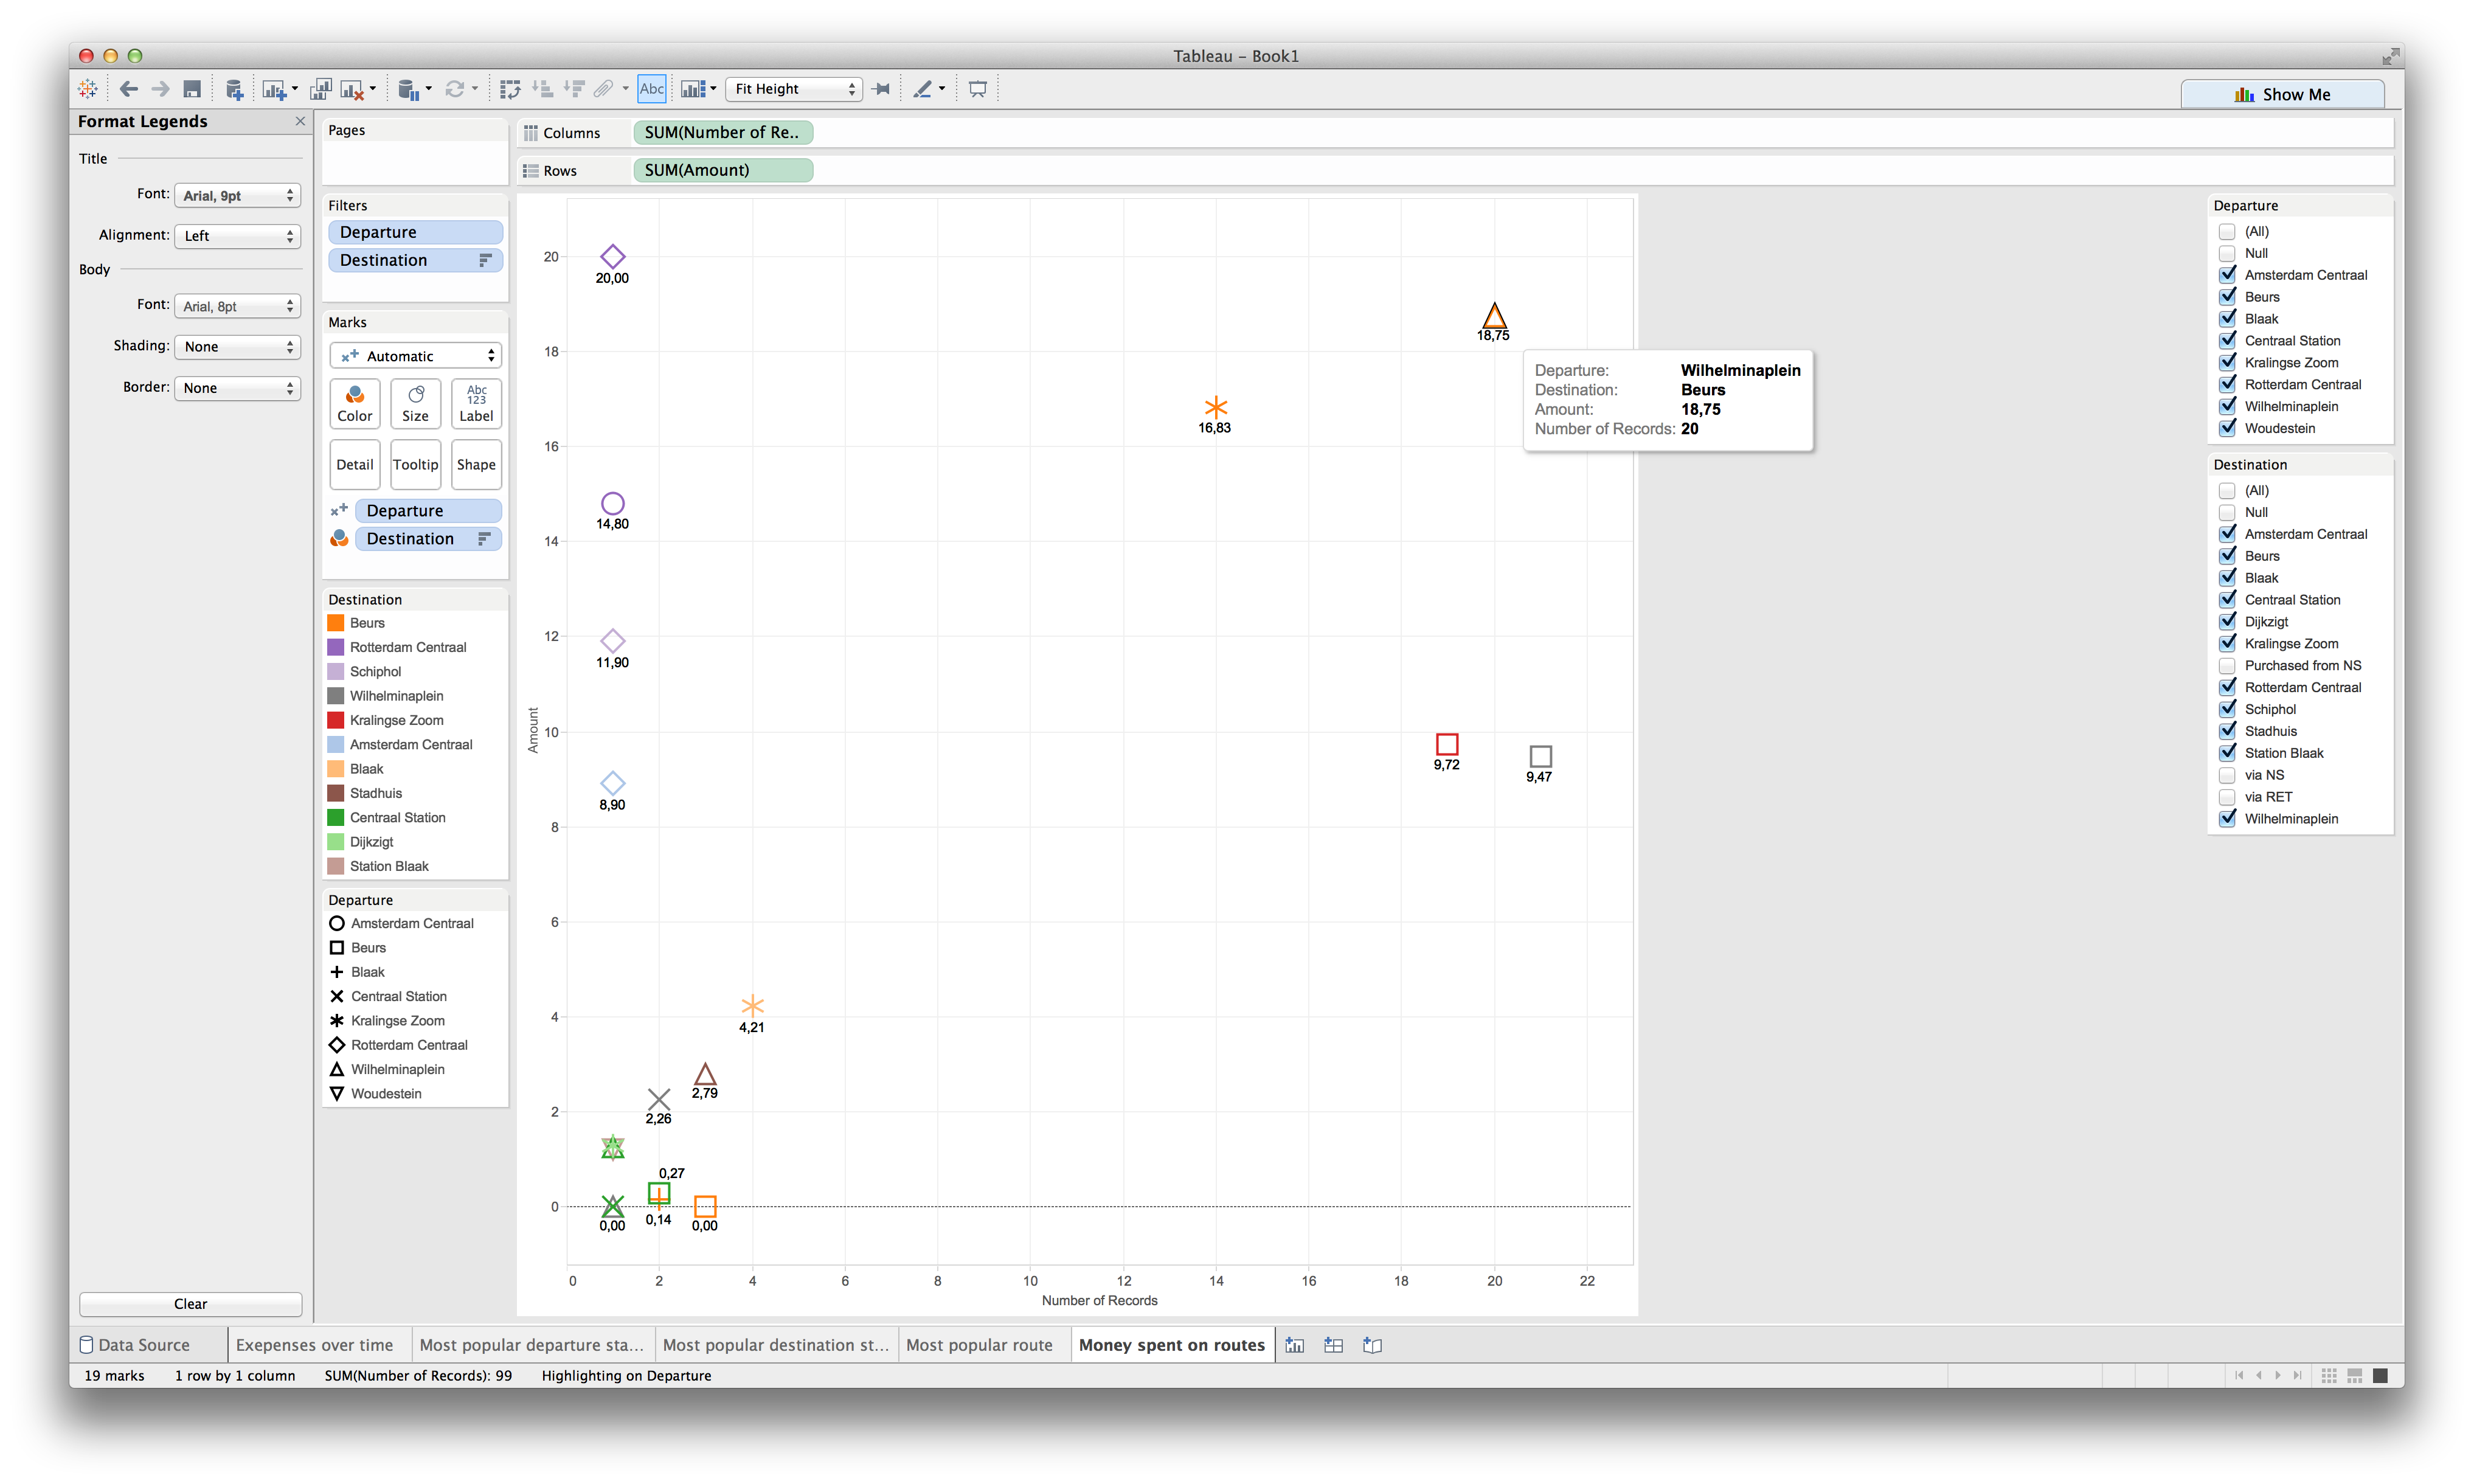 Tableau - Book1
Abc
Fit Height
Show Me
Format Legends
Title
Font: Arial, 9pt
Alignment: Left
Body
Font: Arial, 8pt
Shading: None
Border: None
Clear
Pages
Filters
Departure
Destination
Marks
Automatic
Color
Size
Abc
123
Label
Detail
Tooltip
Shape
Departure
Destination
Destination
Beurs
Rotterdam Centraal
Schiphol
Wilhelminaplein
Kralingse Zoom
Amsterdam Centraal
Blaak
Stadhuis
Centraal Station
Dijkzigt
Station Blaak
Departure
Amsterdam Centraal
Beurs
Blaak
Centraal Station
Kralingse Zoom
Rotterdam Centraal
Wilhelminaplein
Woudestein
Columns SUM(Number of Re..
Rows SUM(Amount)
Amount
20
18
16
14
12
10
8
6
4
2
0
20,00
18,75
16,83
14,80
11,90
9,72
9,47
8,90
4,21
2,79
2,26
0,27
0,00
0,14
0,00
Departure: Wilhelminaplein
Destination: Beurs
Amount: 18,75
Number of Records: 20
0 2 4 6 8 10 12 14 16 18 20 22
Number of Records
Departure
(All)
Null
Amsterdam Centraal
Beurs
Blaak
Centraal Station
Kralingse Zoom
Rotterdam Centraal
Wilhelminaplein
Woudestein
Destination
(All)
Null
Amsterdam Centraal
Beurs
Blaak
Centraal Station
Dijkzigt
Kralingse Zoom
Purchased from NS
Rotterdam Centraal
Schiphol
Stadhuis
Station Blaak
via NS
via RET
Wilhelminaplein
Data Source
Exepenses over time
Most popular departure sta...
Most popular destination st...
Most popular route
Money spent on routes
19 marks
1 row by 1 column
SUM(Number of Records): 99
Highlighting on Departure